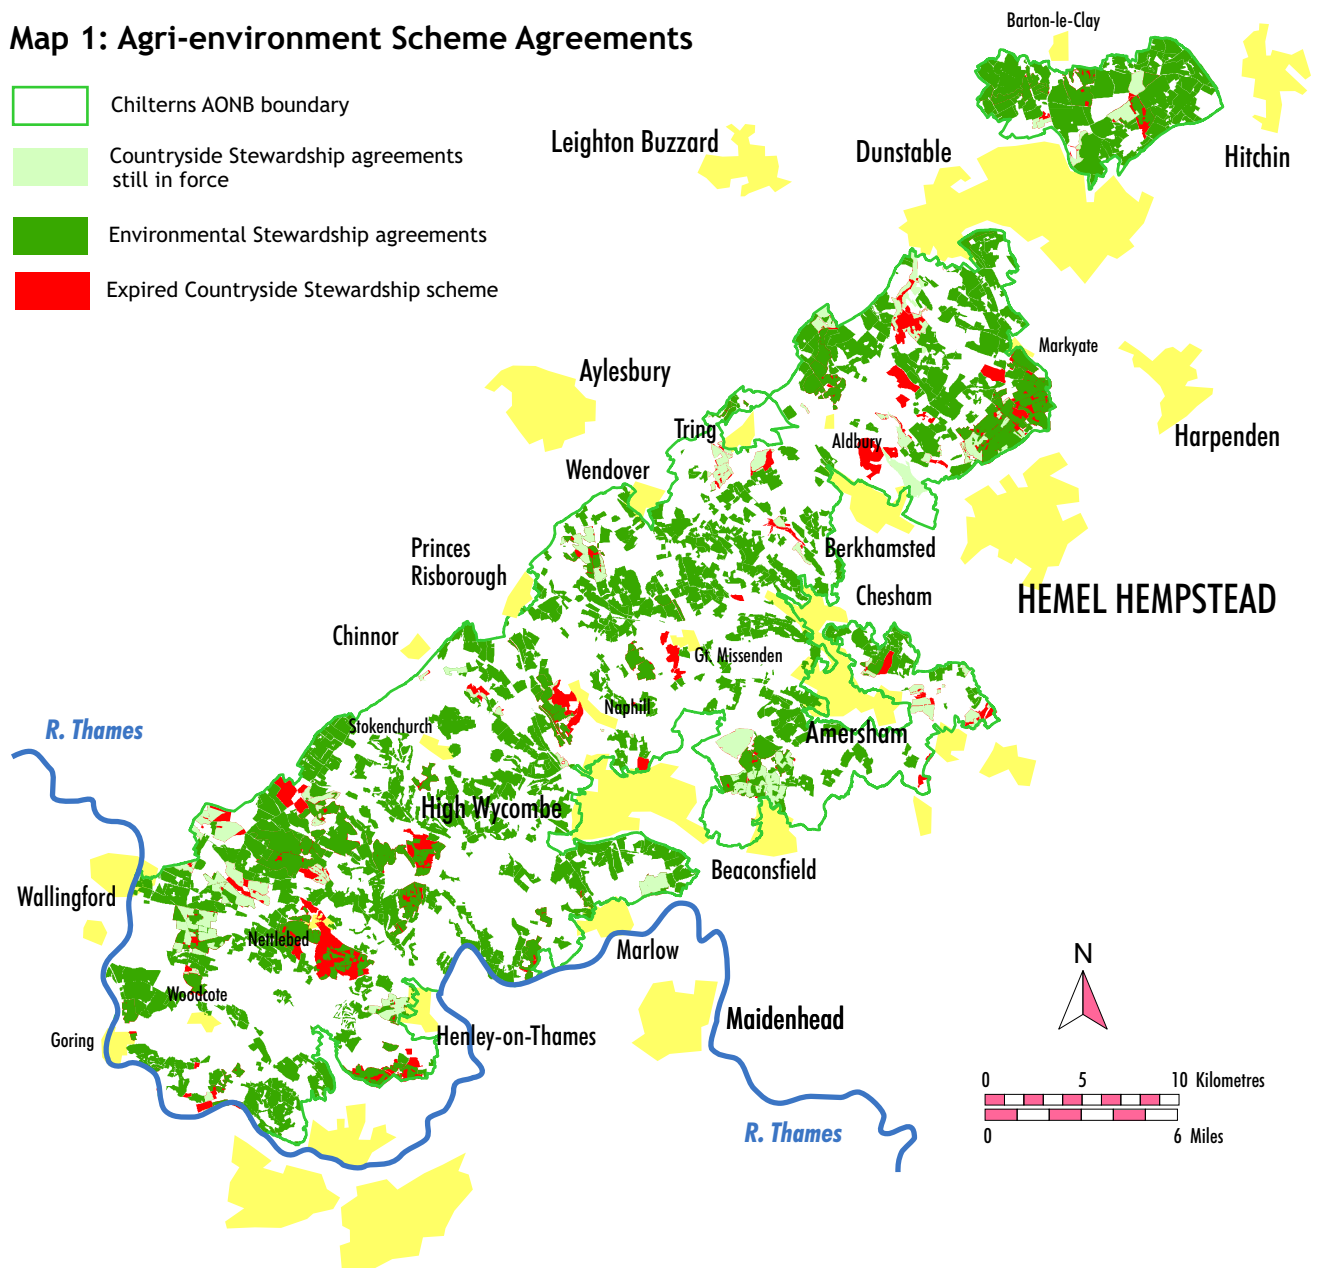 Map 1: Agri-environment Scheme Agreements
Chilterns AONB boundary
Countryside Stewardship agreements
still in force
Environmental Stewardship agreements
Expired Countryside Stewardship scheme
Barton-le-Clay
Leighton Buzzard
Dunstable
Hitchin
Markyate
Aylesbury
Tring
Aldbury
Harpenden
Wendover
Princes
Risborough
Berkhamsted
Chesham
HEMEL HEMPSTEAD
Chinnor
Gt. Missenden
Naphill
Stokenchurch
R. Thames
Amersham
High Wycombe
Beaconsfield
Wallingford
Nettlebed
Marlow
N
Woodcote
Maidenhead
Goring
Henley-on-Thames
0 5 10 Kilometres
0 6 Miles
R. Thames